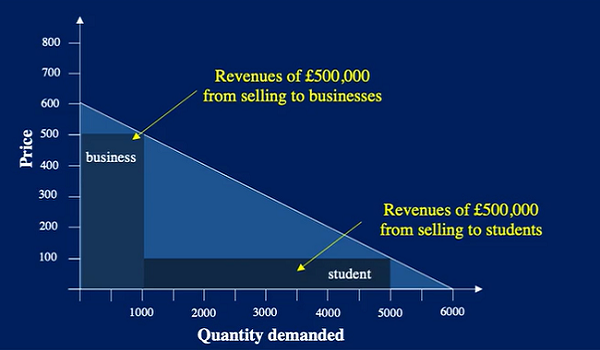 800
700
Revenues of £500,000
from selling to businesses
600
500
business
400
Price
300
Revenues of £500,000
from selling to students
200
100
student
1000
2000
3000
4000
5000
6000
Quantity demanded